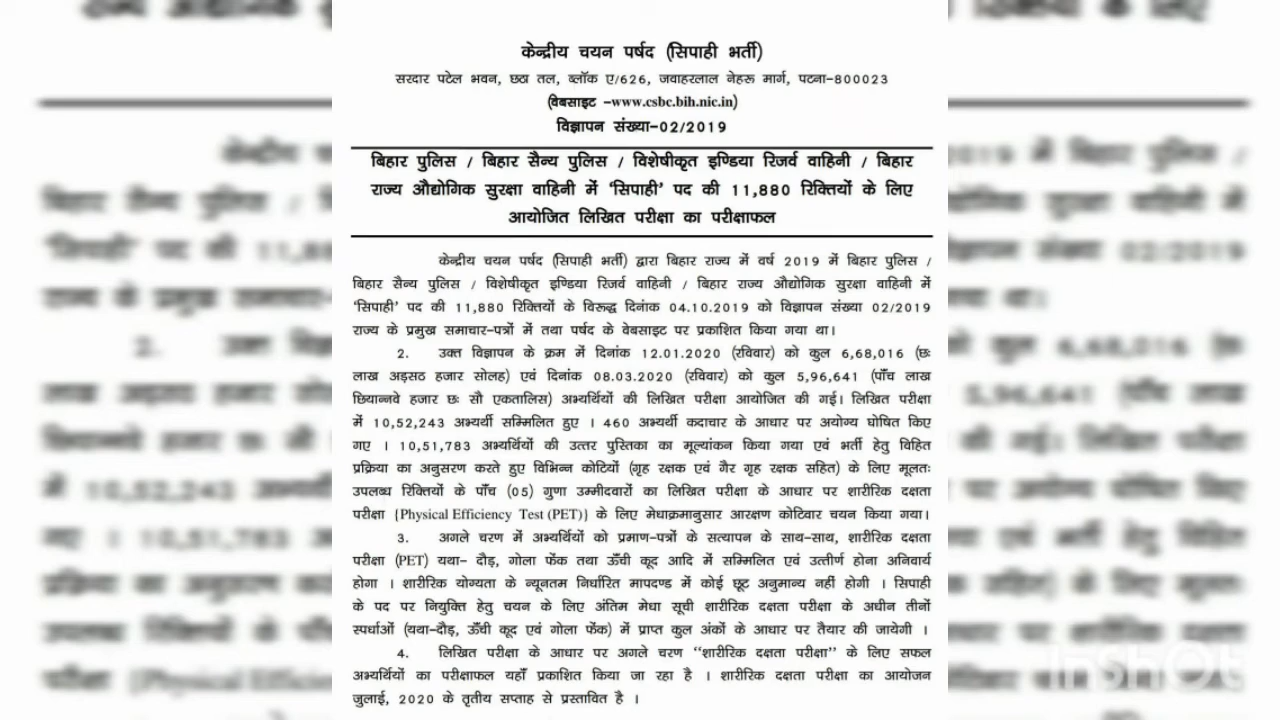 केन्द्रीय चयन पर्षद (सिपाही भर्ती)
सरदार पटेल भवन, छठा तल, ब्लॉक ए/626, जवाहरलाल नेहरू मार्ग, पटना-800023
(वेबसाइट -www.csbc.bih.nic.in)
विज्ञापन संख्या-02/2019
बिहार पुलिस / बिहार सैन्य पुलिस / विशेषीकृत इण्डिया रिजर्व वाहिनी / बिहार
राज्य औद्योगिक सुरक्षा वाहिनी में 'सिपाही' पद की 11,880 रिक्तियों के लिए
आयोजित लिखित परीक्षा का परीक्षाफल
केन्द्रीय चयन पर्षद (सिपाही भर्ती) द्वारा बिहार राज्य में वर्ष 2019 में बिहार पुलिस /
बिहार सैन्य पुलिस / विशेषीकृत इण्डिया रिजर्व वाहिनी / बिहार राज्य औद्योगिक सुरक्षा वाहिनी में
'सिपाही' पद की 11,880 रिक्तियों के विरूद्ध दिनांक 04.10.2019 को विज्ञापन संख्या 02/2019
राज्य के प्रमुख समाचार-पत्रों में तथा पर्षद के वेबसाइट पर प्रकाशित किया गया था।
2. उक्त विज्ञापन के क्रम में दिनांक 12.01.2020 (रविवार) को कुल 6,68,016 (छः
लाख अड़सठ हजार सोलह) एवं दिनांक 08.03.2020 (रविवार) को कुल 5,96,641 (पाँच लाख
छियान्नवे हजार छः सौ एकतालिस) अभ्यर्थियों की लिखित परीक्षा आयोजित की गई। लिखित परीक्षा
में 10,52,243 अभ्यर्थी सम्मिलित हुए । 460 अभ्यर्थी कदाचार के आधार पर अयोग्य घोषित किए
गए । 10,51,783 अभ्यर्थियों की उत्तर पुस्तिका का मूल्यांकन किया गया एवं भर्ती हेतु विहित
प्रक्रिया का अनुसरण करते हुए विभिन्न कोटियों (गृह रक्षक एवं गैर गृह रक्षक सहित) के लिए मूलतः
उपलब्ध रिक्तियों के पाँच (05) गुणा उम्मीदवारों का लिखित परीक्षा के आधार पर शारीरिक दक्षता
परीक्षा {Physical Efficiency Test (PET)} के लिए मेधाक्रमानुसार आरक्षण कोटिवार चयन किया गया।
3. अगले चरण में अभ्यर्थियों को प्रमाण-पत्रों के सत्यापन के साथ-साथ, शारीरिक दक्षता
परीक्षा (PET) यथा- दौड़, गोला फेंक तथा ऊँची कूद आदि में सम्मिलित एवं उत्तीर्ण होना अनिवार्य
होगा । शारीरिक योग्यता के न्यूनतम निर्धारित मापदण्ड में कोई छूट अनुमान्य नहीं होगी । सिपाही
के पद पर नियुक्ति हेतु चयन के लिए अंतिम मेधा सूची शारीरिक दक्षता परीक्षा के अधीन तीनों
स्पर्धाओं (यथा-दौड़, ऊँची कूद एवं गोला फेंक) में प्राप्त कुल अंकों के आधार पर तैयार की जायेगी ।
4. लिखित परीक्षा के आधार पर अगले चरण "शारीरिक दक्षता परीक्षा" के लिए सफल
अभ्यर्थियों का परीक्षाफल यहाँ प्रकाशित किया जा रहा है । शारीरिक दक्षता परीक्षा का आयोजन
जुलाई, 2020 के तृतीय सप्ताह से प्रस्तावित है ।
InShOt